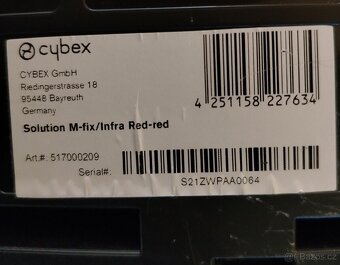 cybex
CYBEX GmbH
Riedingerstrasse 18
95448 Bayreuth
Germany
4 251158 227634
Solution M-fix/Infra Red-red
Art.#: 517000209
Serial#:
S21ZWPAA0064
Bazoš.cz